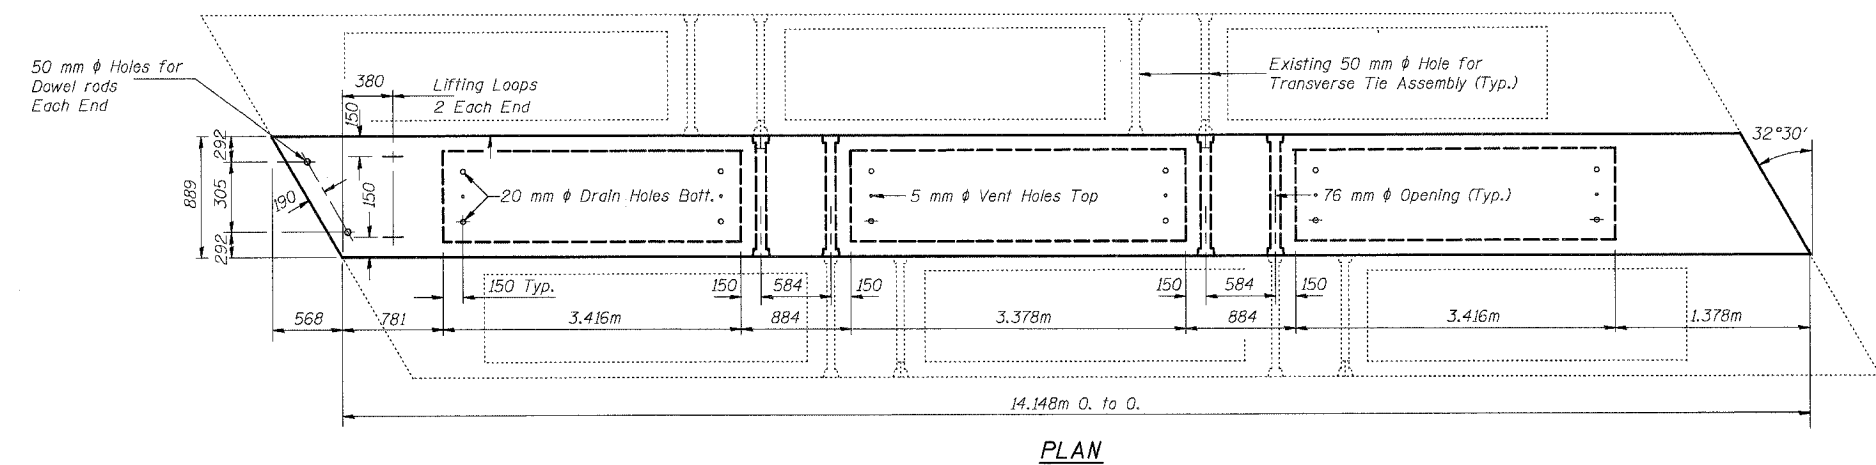 50 mm ϕ Holes for
Dowel rods
Each End
380
Lifting Loops
2 Each End
150
Existing 50 mm ϕ Hole for
Transverse Tie Assembly (Typ.)
32°30'
292
889
305
292
190
150
20 mm ϕ Drain Holes Bott.
5 mm ϕ Vent Holes Top
76 mm ϕ Opening (Typ.)
150 Typ.
150
584
150
150
584
150
568
781
3.416m
884
3.378m
884
3.416m
1.378m
14.148m O. to O.
PLAN